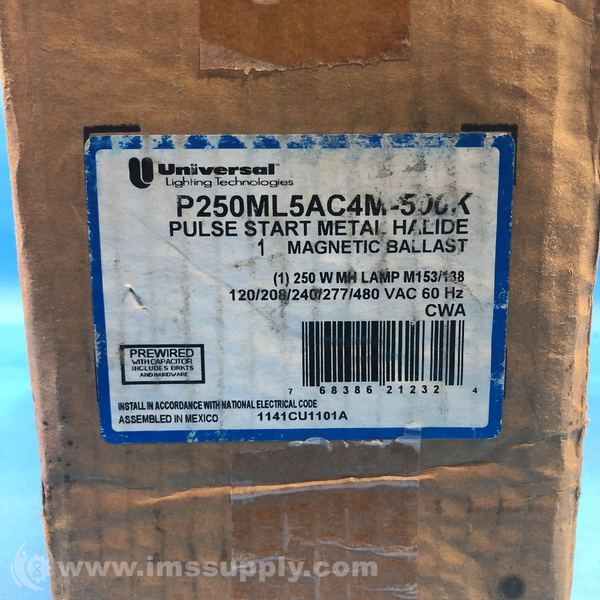 Universal
Lighting Technologies
P250ML5AC4M-500K
PULSE START METAL HALIDE
1 MAGNETIC BALLAST
(1) 250 W MH LAMP M153/138
120/208/240/277/480 VAC 60 Hz
CWA
PREWIRED
WITH CAPACITOR
INCLUDES BRKTS
AND HARDWARE
7 68386 21232 4
INSTALL IN ACCORDANCE WITH NATIONAL ELECTRICAL CODE
ASSEMBLED IN MEXICO 1141CU1101A
www.imssupply.com